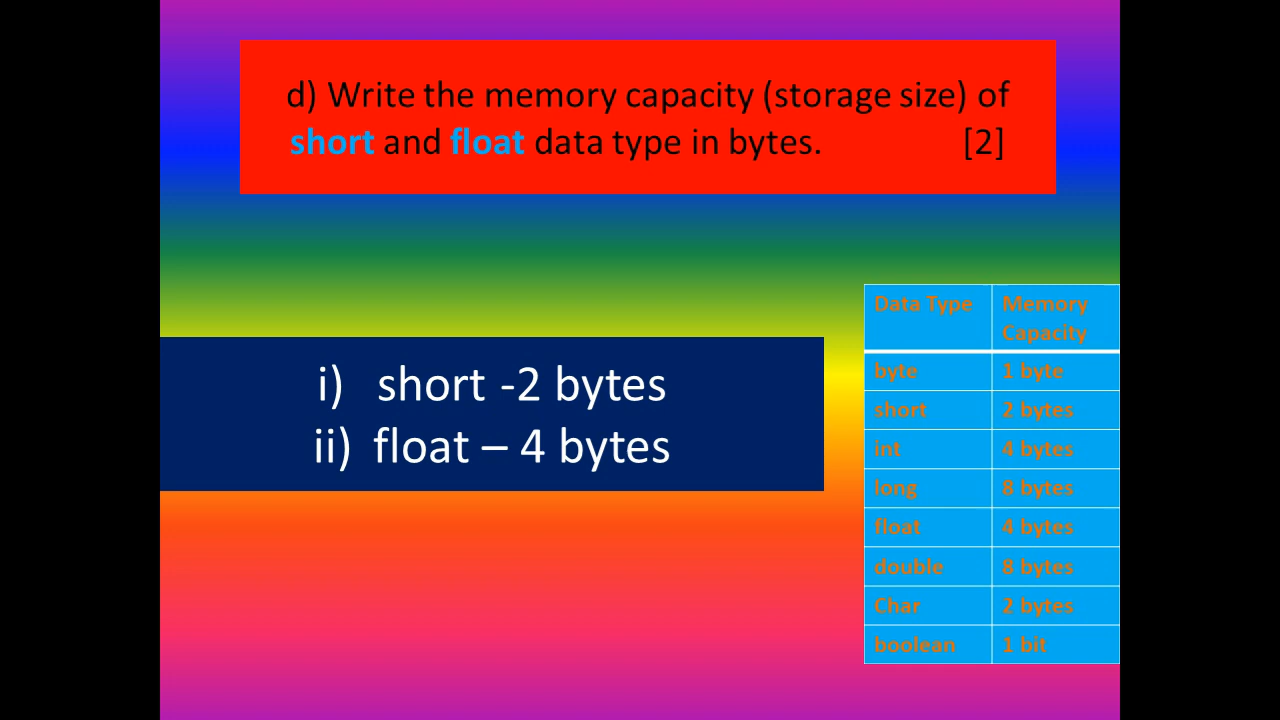 d) Write the memory capacity (storage size) of
short and float data type in bytes. [2]
i) short -2 bytes
ii) float – 4 bytes
Data Type Memory Capacity
byte 1 byte
short 2 bytes
int 4 bytes
long 8 bytes
float 4 bytes
double 8 bytes
Char 2 bytes
boolean 1 bit